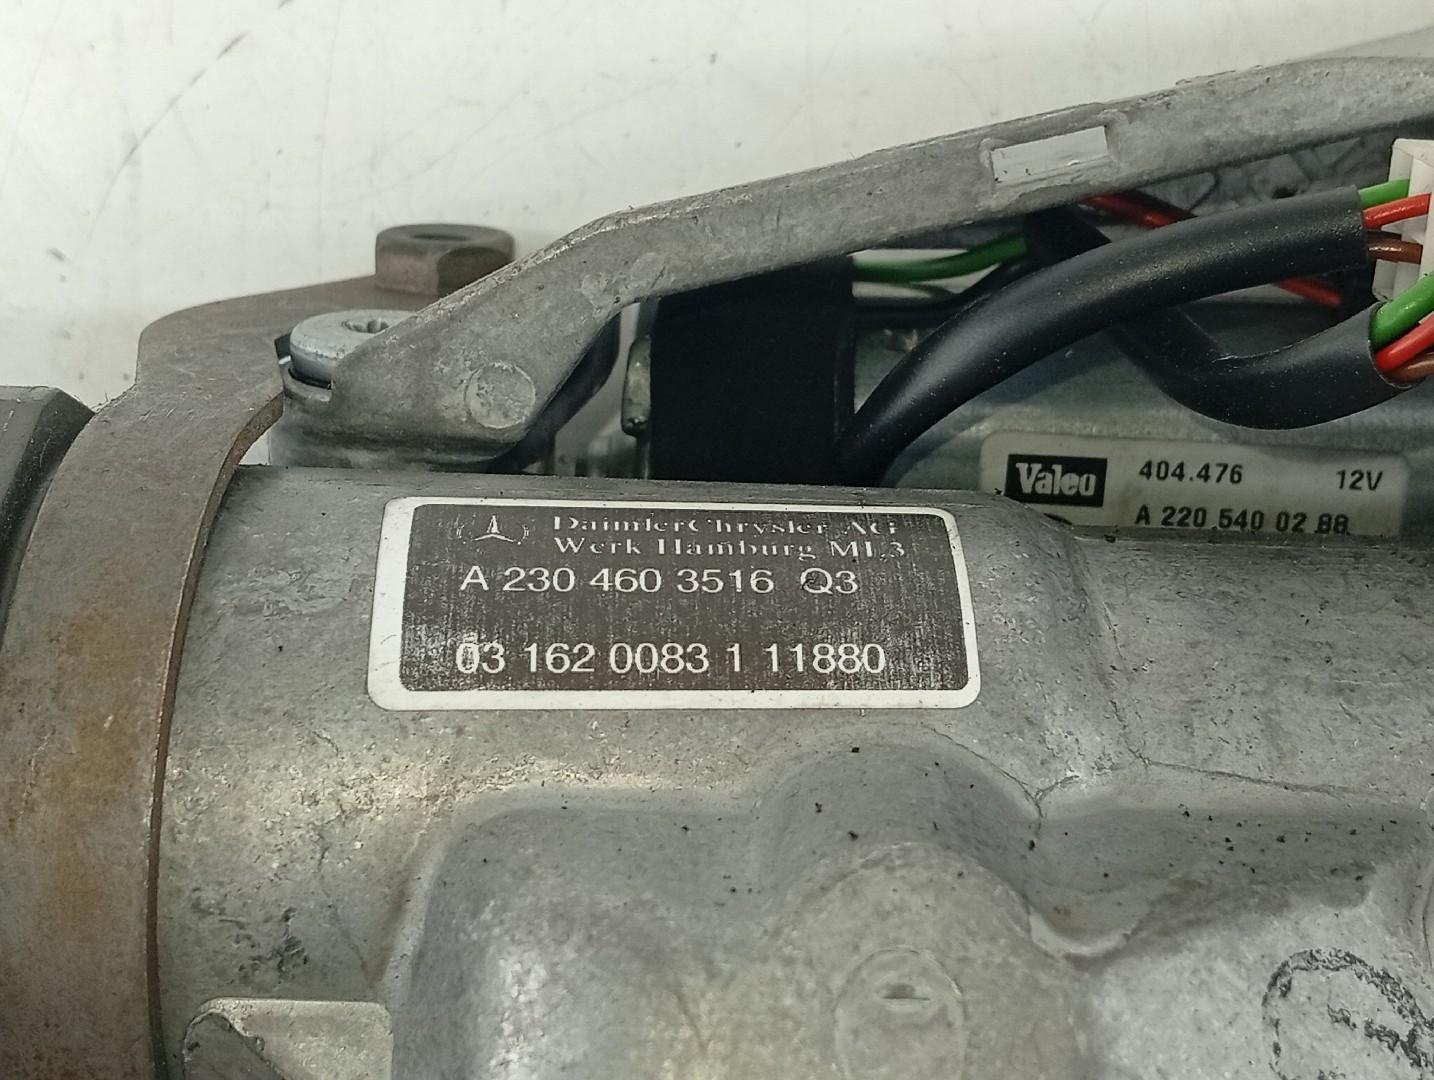 Valeo 404.476 12V
A 220 540 02 88
DaimlerChrysler AG
Werk Hamburg ML3
A 230 460 3516 Q3
03 162 0083 1 11880